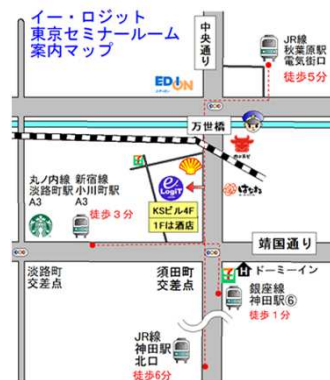 イー・ロジット
東京セミナールーム
案内マップ
中央通り
JR線
秋葉原駅
電気街口
徒歩5分
EDION
万世橋
丸ノ内線
淡路町駅
A3
新宿線
小川町駅
A3
徒歩3分
e-LogiT
KSビル4F
1Fは酒店
靖国通り
淡路町
交差点
須田町
交差点
H ドーミーイン
銀座線
神田駅⑥
徒歩1分
JR線
神田駅
北口
徒歩6分